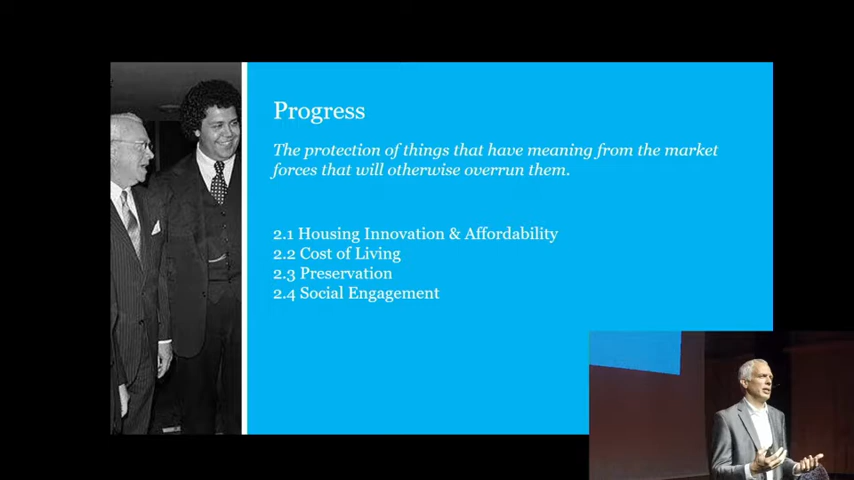 Progress
The protection of things that have meaning from the market
forces that will otherwise overrun them.
2.1 Housing Innovation & Affordability
2.2 Cost of Living
2.3 Preservation
2.4 Social Engagement